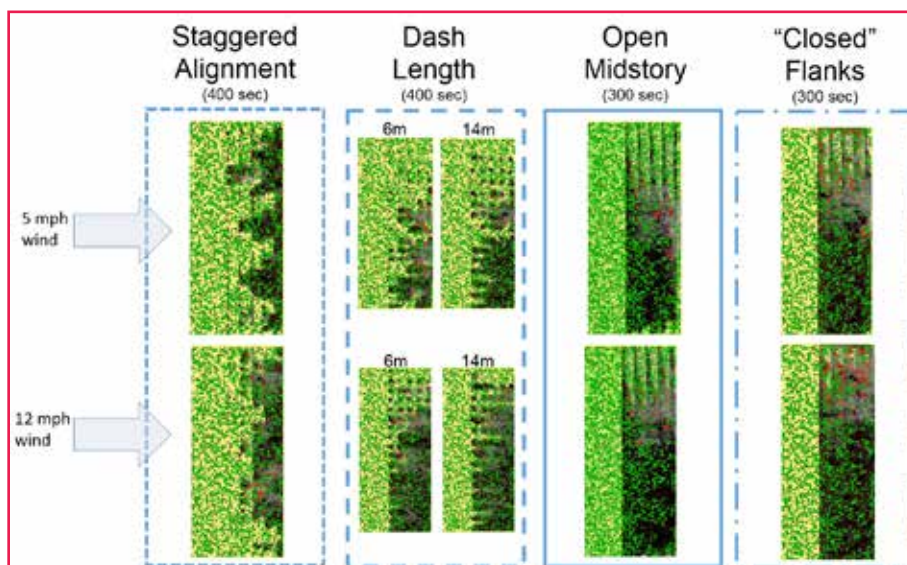 Staggered
Alignment
(400 sec)
Dash
Length
(400 sec)
Open
Midstory
(300 sec)
“Closed”
Flanks
(300 sec)
6m 14m
5 mph
wind
6m 14m
12 mph
wind